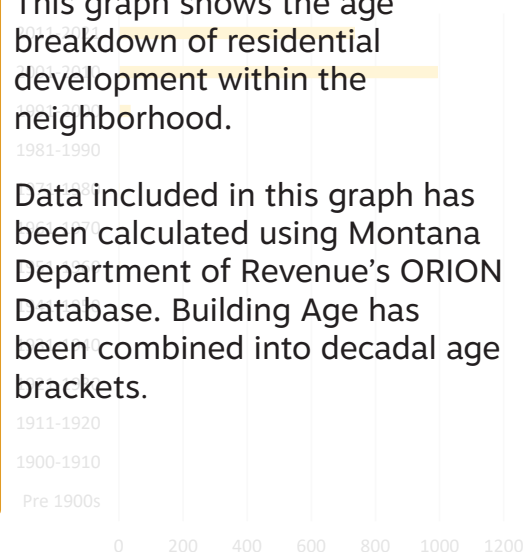 This graph shows the age
breakdown of residential
development within the
neighborhood.
Data included in this graph has
been calculated using Montana
Department of Revenue's ORION
Database. Building Age has
been combined into decadal age
brackets.
1981-1990
1911-1920
1900-1910
Pre 1900s
0 200 400 600 800 1000 1200